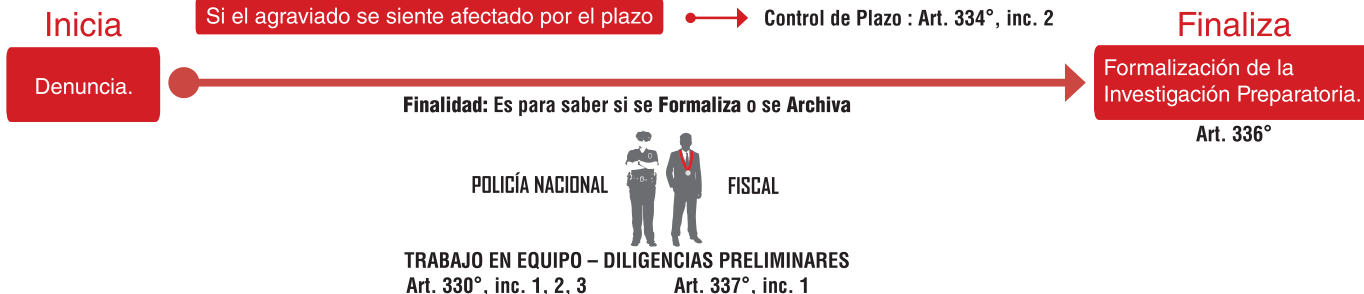 Inicia
Si el agraviado se siente afectado por el plazo
Control de Plazo : Art. 334°, inc. 2
Finaliza
Denuncia.
Formalización de la
Investigación Preparatoria.
Finalidad: Es para saber si se Formaliza o se Archiva
Art. 336°
POLICÍA NACIONAL
FISCAL
TRABAJO EN EQUIPO – DILIGENCIAS PRELIMINARES
Art. 330°, inc. 1, 2, 3
Art. 337°, inc. 1